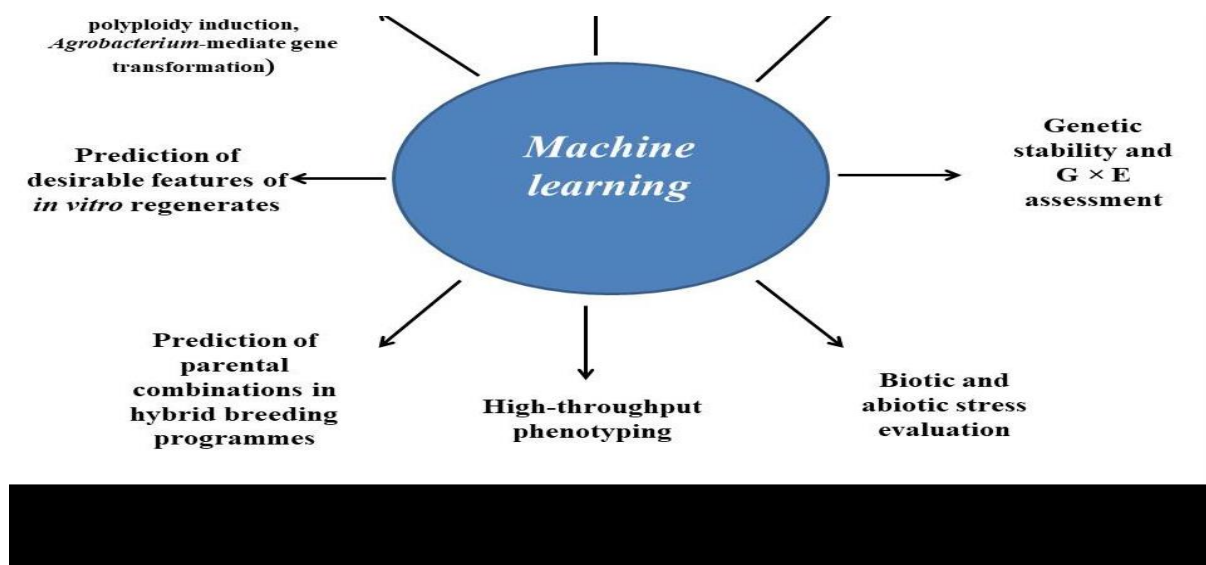 polyploidy induction,
Agrobacterium-mediate gene
transformation)
Machine
learning
Prediction of
desirable features of
in vitro regenerates
Genetic
stability and
G × E
assessment
Prediction of
parental
combinations in
hybrid breeding
programmes
High-throughput
phenotyping
Biotic and
abiotic stress
evaluation